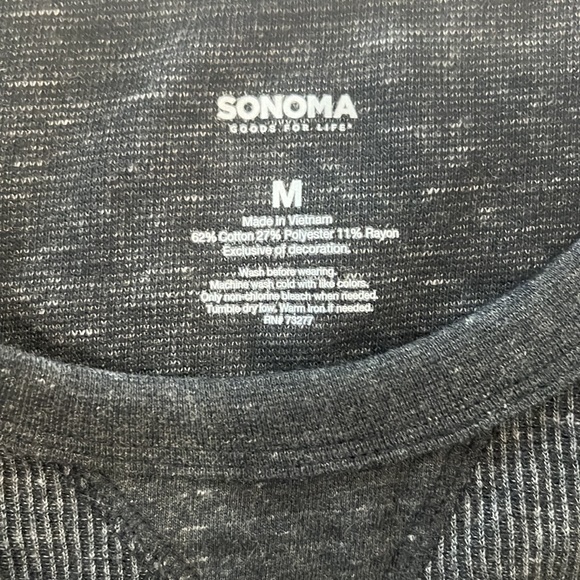 SONOMA
GOODS FOR LIFE®
M
Made in Vietnam
62% Cotton 27% Polyester 11% Rayon
Exclusive of decoration.
Wash before wearing.
Machine wash cold with like colors.
Only non-chlorine bleach when needed.
Tumble dry low. Warm iron if needed.
RN# 73277